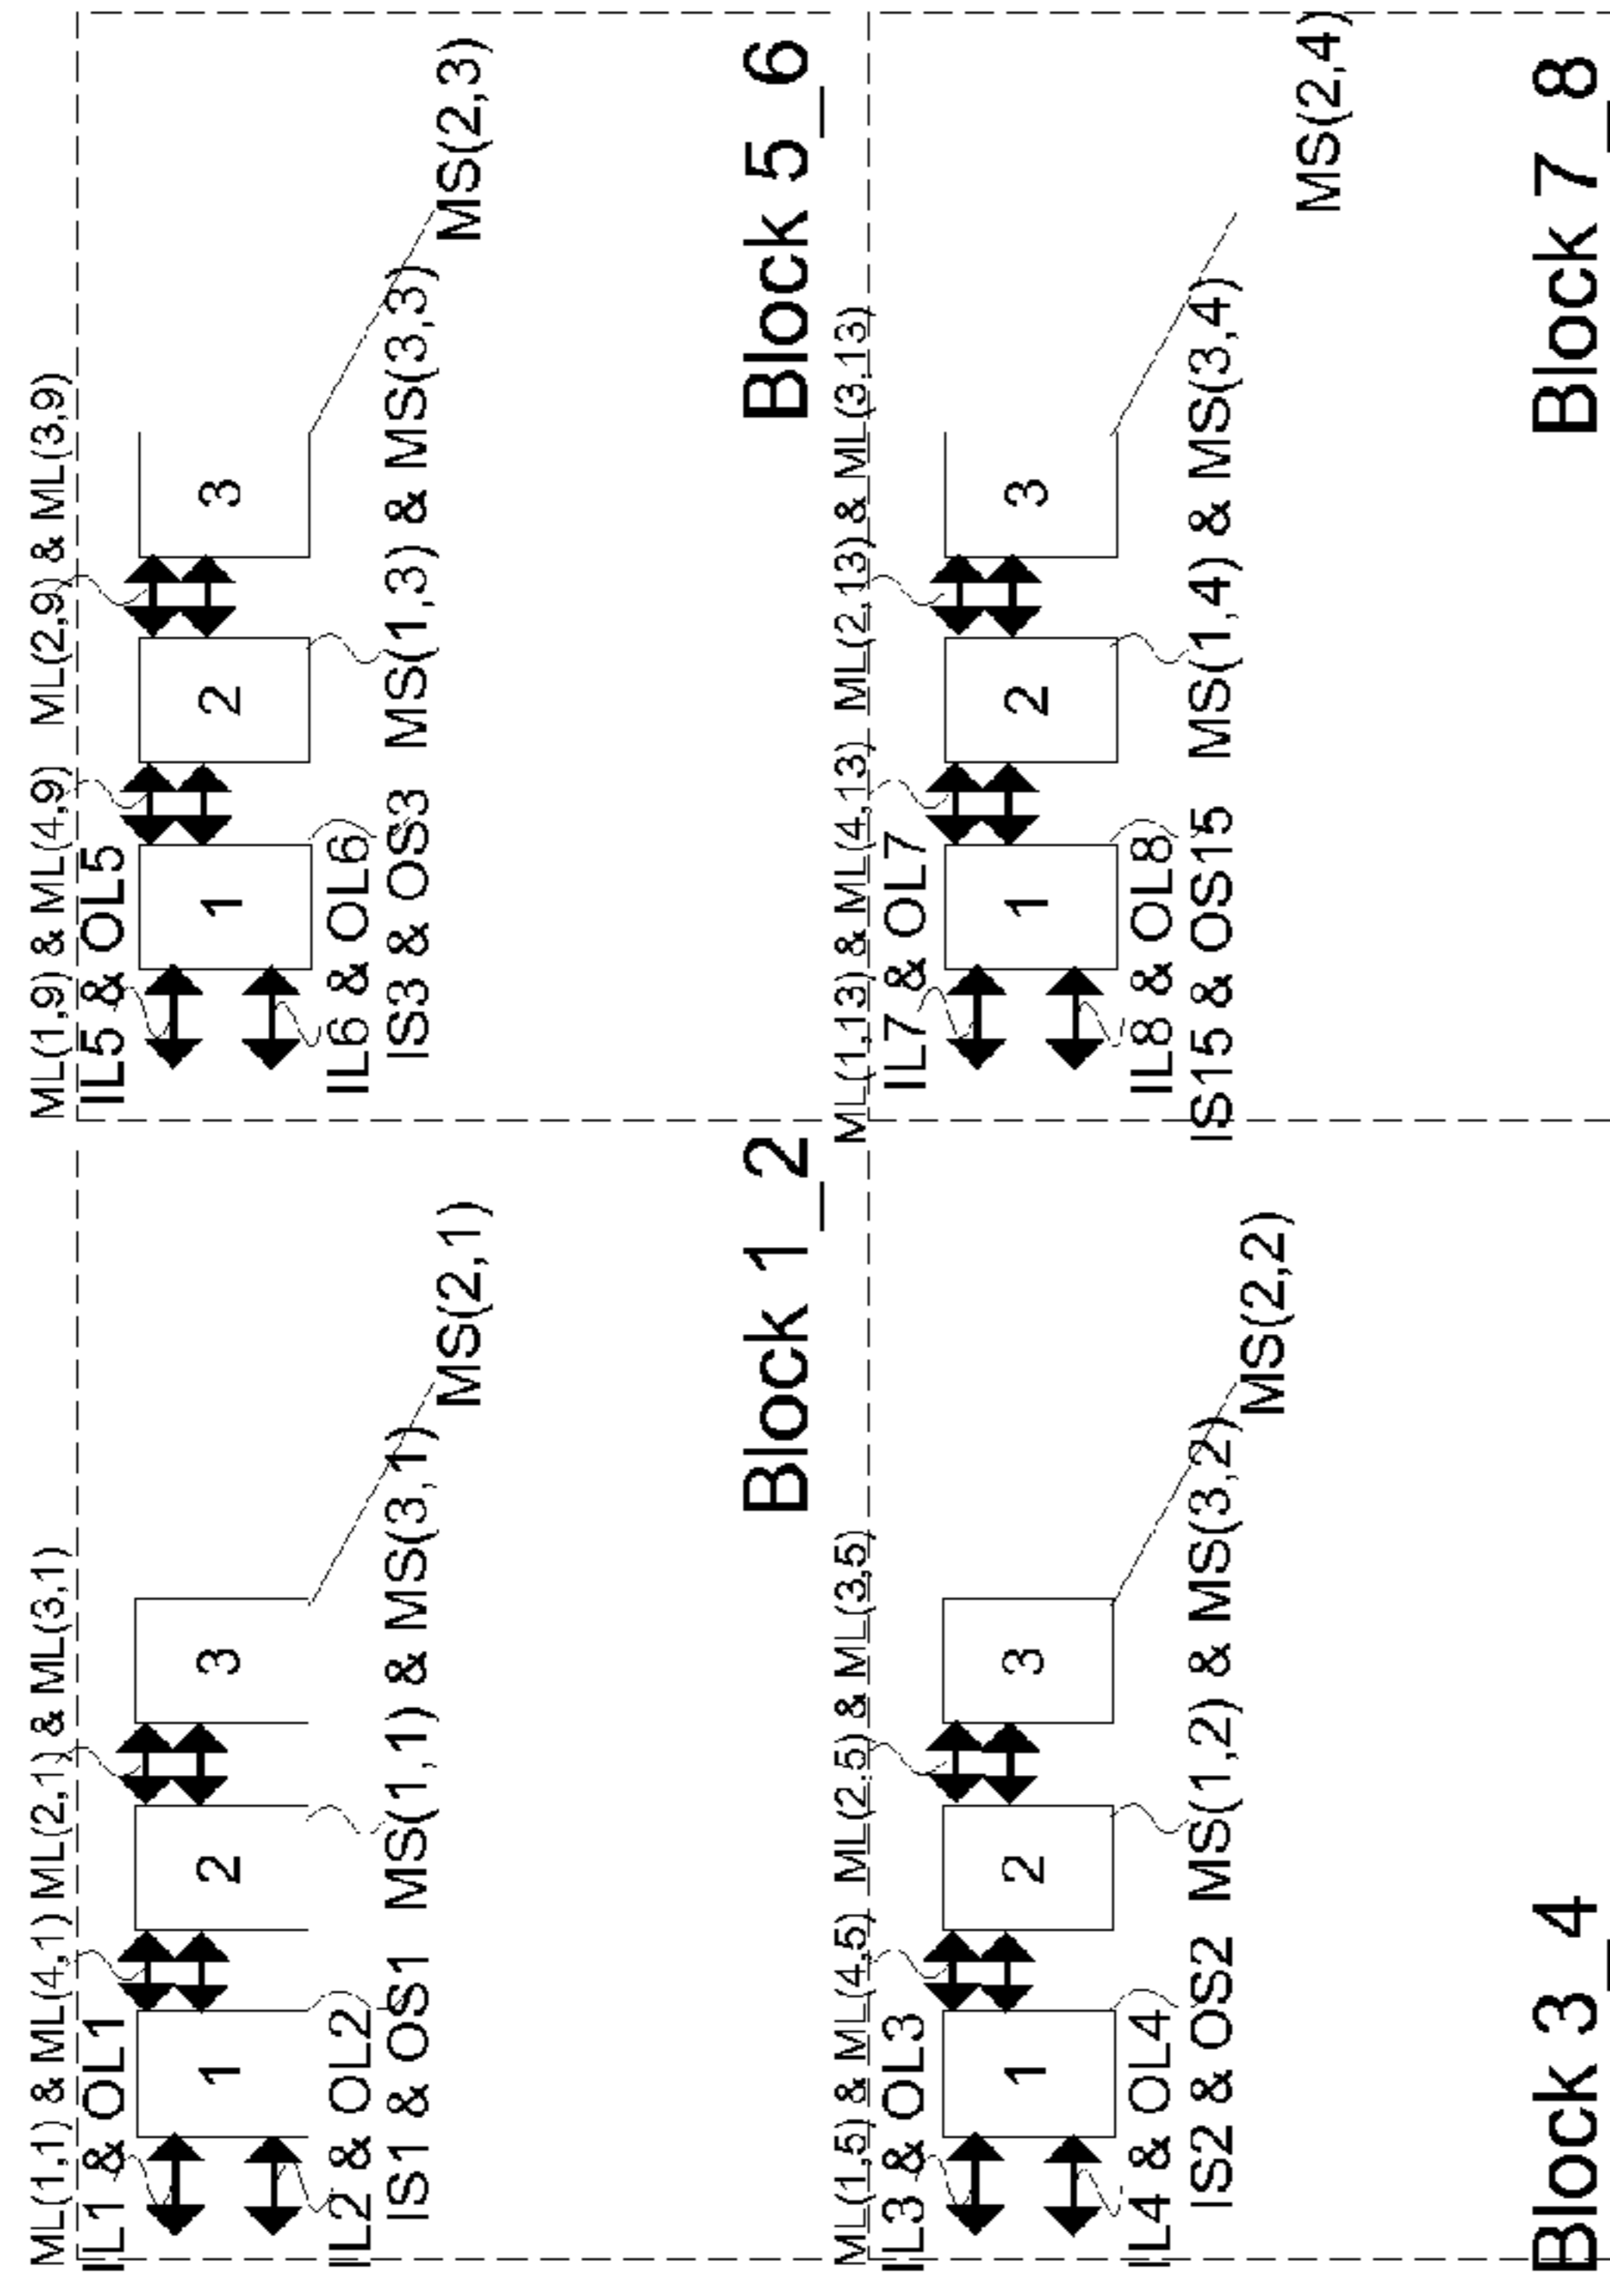 ML(1,1) & ML(4,1) ML(2,1) & ML(3,1)
IL1 & OL1
1
2
3
IL2 & OL2
IS1 & OS1
MS(1,1) & MS(3,1)
MS(2,1)
Block 1_2
ML(1,9) & ML(4,9) ML(2,9) & ML(3,9)
IL5 & OL5
1
2
3
IL6 & OL6
IS3 & OS3
MS(1,3) & MS(3,3)
MS(2,3)
Block 5_6
ML(1,5) & ML(4,5) ML(2,5) & ML(3,5)
IL3 & OL3
1
2
3
IL4 & OL4
IS2 & OS2
MS(1,2) & MS(3,2)
MS(2,2)
Block 3_4
ML(1,13) & ML(4,13) ML(2,13) & ML(3,13)
IL7 & OL7
1
2
3
IL8 & OL8
IS15 & OS15
MS(1,4) & MS(3,4)
MS(2,4)
Block 7_8